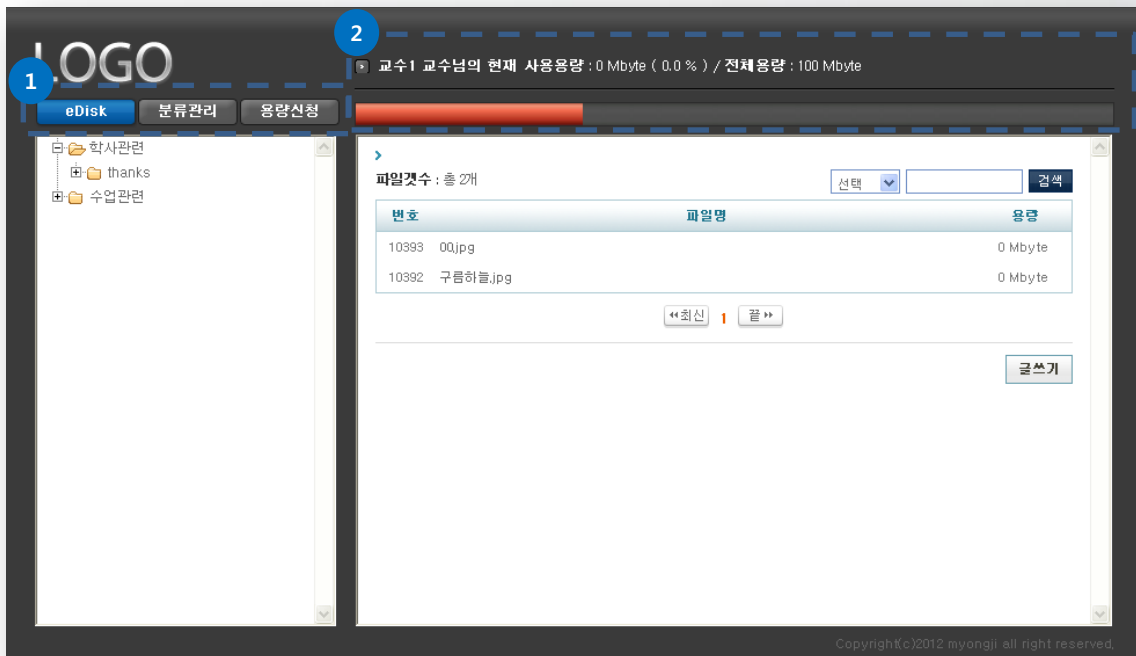 LOGO
2
교수1 교수님의 현재 사용용량 : 0 Mbyte ( 0.0 % ) / 전체용량 : 100 Mbyte
1
eDisk 분류관리 용량신청
학사관련
thanks
수업관련
파일갯수 : 총 2개
선택 검색
번호 파일명 용량
10393 00.jpg 0 Mbyte
10392 구름하늘.jpg 0 Mbyte
최신 1 끝
글쓰기
Copyright(c)2012 myongji all right reserved,